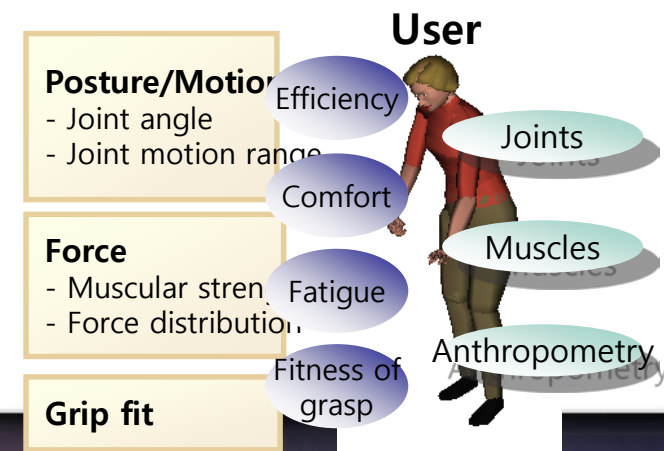 User
Posture/Motion
- Joint angle
- Joint motion range
Force
- Muscular
- Force distribution
Grip fit
Efficiency
Comfort
Fatigue
Fitness of
grasp
Joints
Muscles
Anthropometry